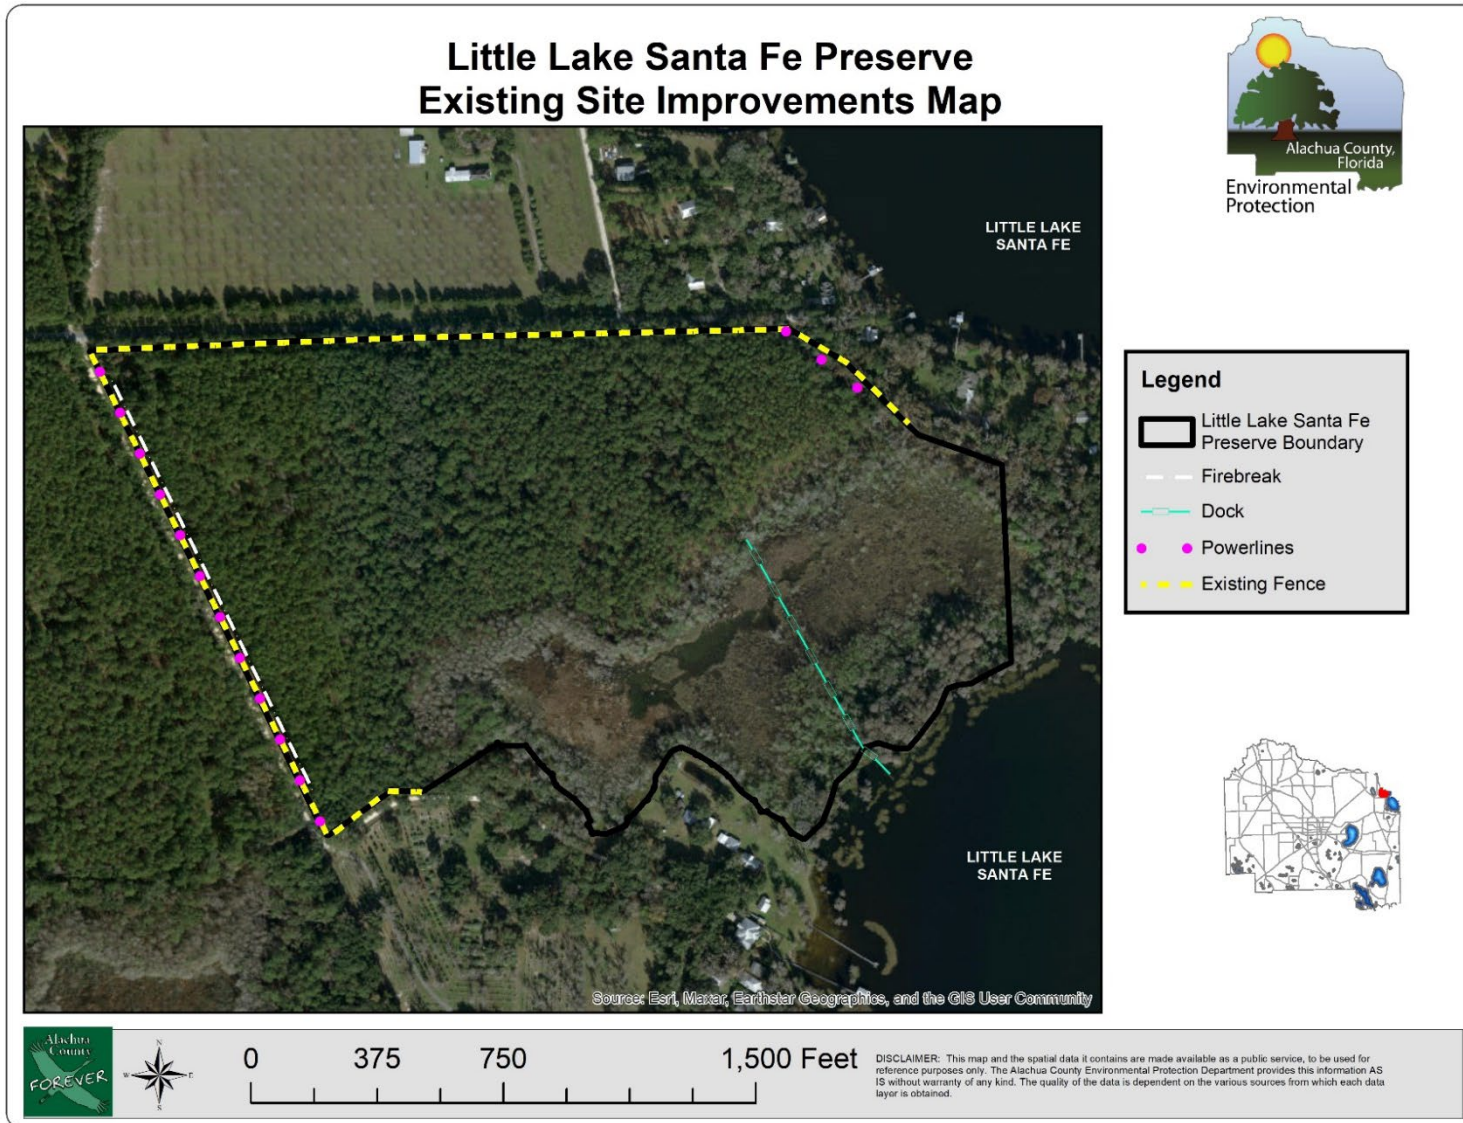 Little Lake Santa Fe Preserve
Existing Site Improvements Map
Alachua County,
Florida
Environmental
Protection
LITTLE LAKE
SANTA FE
Legend
Little Lake Santa Fe
Preserve Boundary
Firebreak
Dock
Powerlines
Existing Fence
LITTLE LAKE
SANTA FE
Source: Esri, Maxar, Earthstar Geographics, and the GIS User Community
Alachua
County
FOREVER
N
W
E
S
0
375
750
1,500 Feet
DISCLAIMER: This map and the spatial data it contains are made available as a public service, to be used for
reference purposes only. The Alachua County Environmental Protection Department provides this information AS
IS without warranty of any kind. The quality of the data is dependent on the various sources from which each data
layer is obtained.